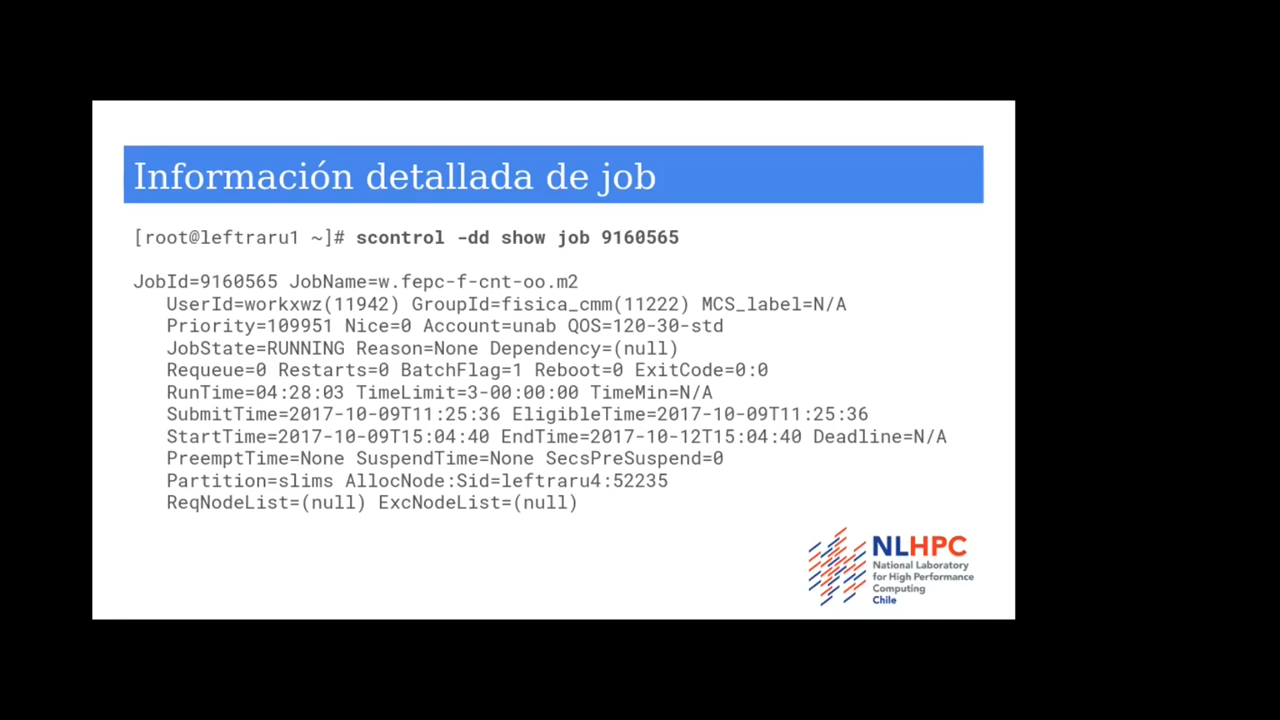 Información detallada de job
[root@leftraru1 ~]# scontrol -dd show job 9160565
JobId=9160565 JobName=w.fepc-f-cnt-oo.m2
UserId=workxwz(11942) GroupId=fisica_cmm(11222) MCS_label=N/A
Priority=109951 Nice=0 Account=unab QOS=120-30-std
JobState=RUNNING Reason=None Dependency=(null)
Requeue=0 Restarts=0 BatchFlag=1 Reboot=0 ExitCode=0:0
RunTime=04:28:03 TimeLimit=3-00:00:00 TimeMin=N/A
SubmitTime=2017-10-09T11:25:36 EligibleTime=2017-10-09T11:25:36
StartTime=2017-10-09T15:04:40 EndTime=2017-10-12T15:04:40 Deadline=N/A
PreemptTime=None SuspendTime=None SecsPreSuspend=0
Partition=slims AllocNode:Sid=leftraru4:52235
ReqNodeList=(null) ExcNodeList=(null)
NLHPC
National Laboratory
for High Performance
Computing
Chile